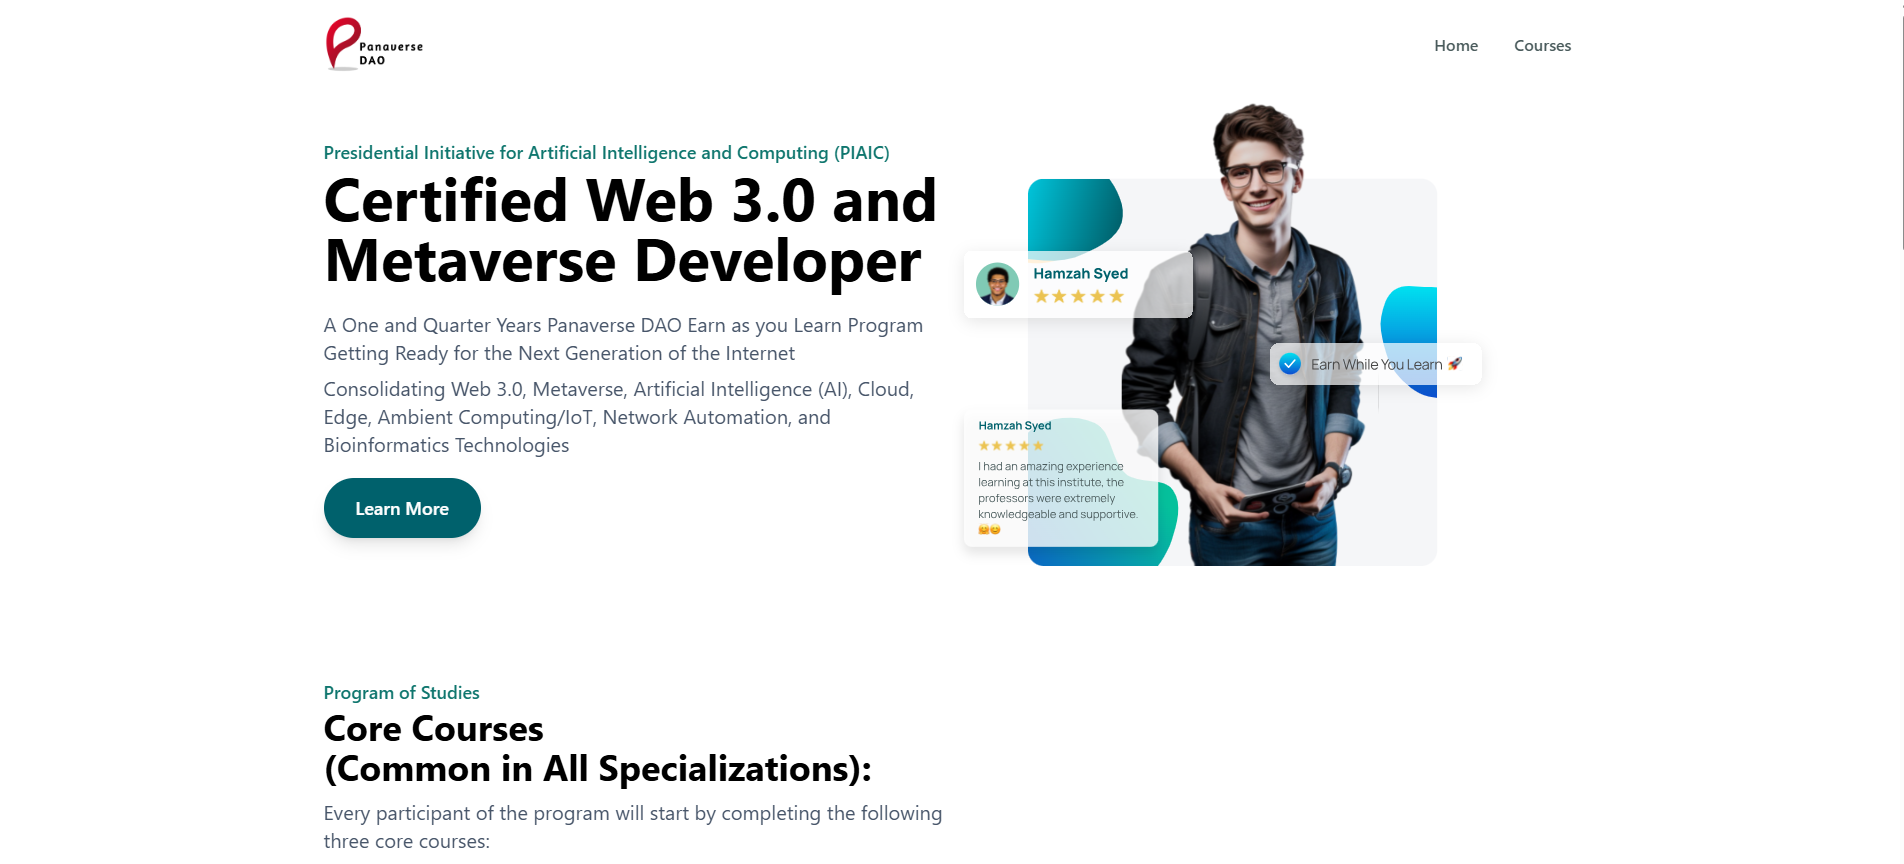 Panaverse
DAO
Home
Courses
Presidential Initiative for Artificial Intelligence and Computing (PIAIC)
Certified Web 3.0 and
Metaverse Developer
A One and Quarter Years Panaverse DAO Earn as you Learn Program
Getting Ready for the Next Generation of the Internet
Consolidating Web 3.0, Metaverse, Artificial Intelligence (AI), Cloud,
Edge, Ambient Computing/IoT, Network Automation, and
Bioinformatics Technologies
Learn More
Hamzah Syed
Earn While You Learn 🚀
Hamzah Syed
I had an amazing experience
learning at this institute, the
professors were extremely
knowledgeable and supportive.
Program of Studies
Core Courses
(Common in All Specializations):
Every participant of the program will start by completing the following
three core courses: